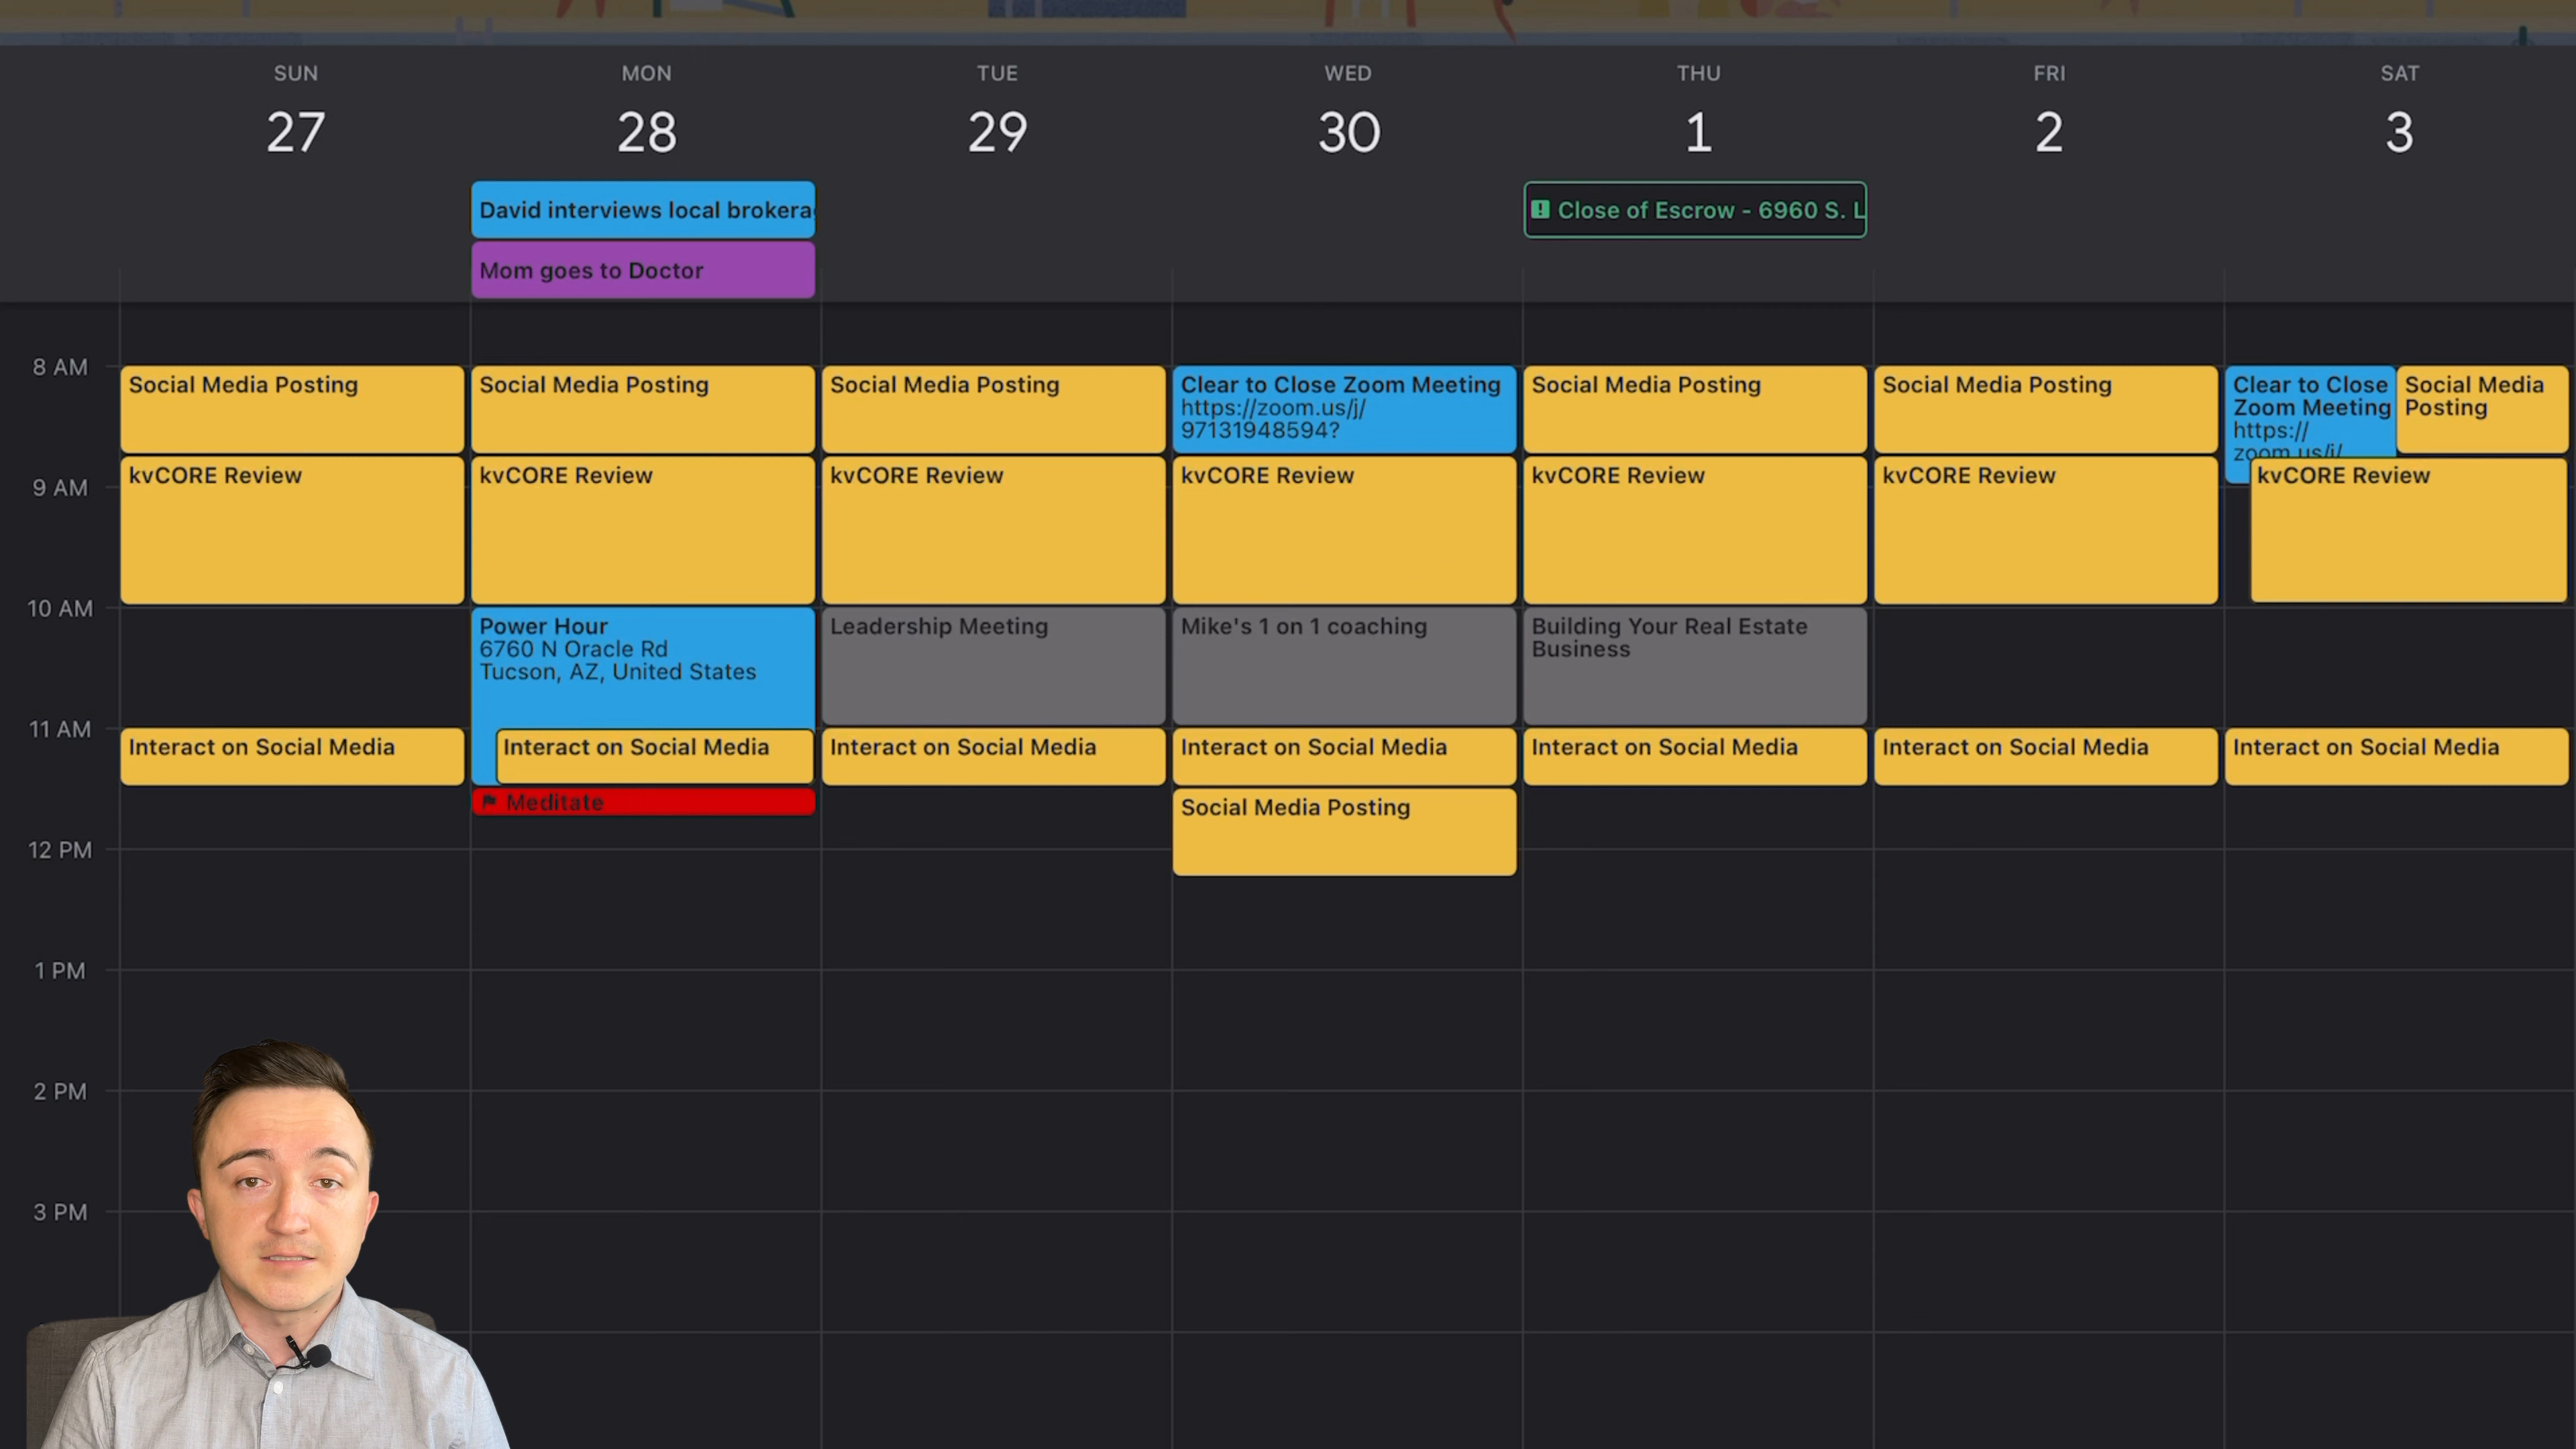 SUN
27
MON
28
TUE
29
WED
30
THU
1
FRI
2
SAT
3
David interviews local brokera
Mom goes to Doctor
Close of Escrow - 6960 S. L
8 AM
9 AM
10 AM
11 AM
12 PM
1 PM
2 PM
3 PM
Social Media Posting
kvCORE Review
Interact on Social Media
Social Media Posting
kvCORE Review
Power Hour
6760 N Oracle Rd
Tucson, AZ, United States
Interact on Social Media
Meditate
Social Media Posting
kvCORE Review
Leadership Meeting
Interact on Social Media
Clear to Close Zoom Meeting
https://zoom.us/j/
97131948594?
kvCORE Review
Mike's 1 on 1 coaching
Interact on Social Media
Social Media Posting
Social Media Posting
kvCORE Review
Building Your Real Estate
Business
Interact on Social Media
Social Media Posting
kvCORE Review
Interact on Social Media
Clear to Close
Zoom Meeting
https://
zoom.us/j/
Social Media
Posting
kvCORE Review
Interact on Social Media